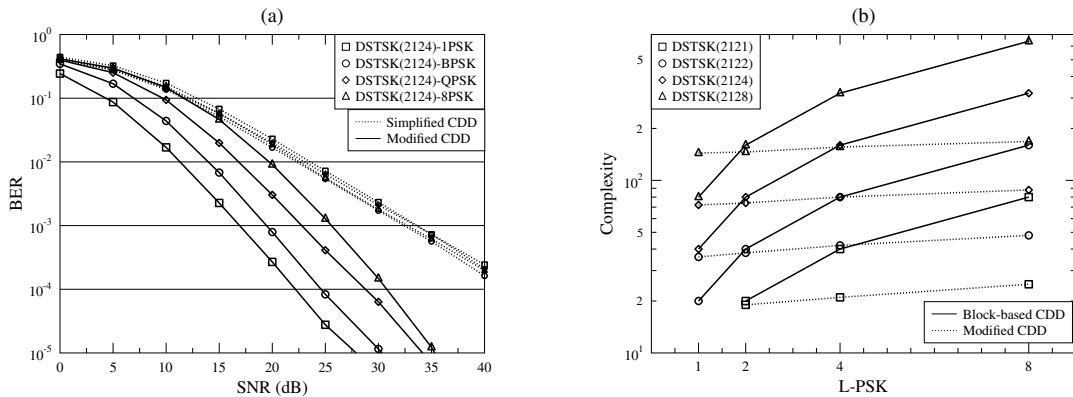 (a)
10^0
10^-1
10^-2
10^-3
10^-4
10^-5
BER
0 5 10 15 20 25 30 35 40
SNR (dB)
DSTSK(2124)-1PSK
DSTSK(2124)-BPSK
DSTSK(2124)-QPSK
DSTSK(2124)-8PSK
Simplified CDD
Modified CDD
(b)
5
2
10^2
5
2
10^1
Complexity
1 2 4 8
L-PSK
DSTSK(2121)
DSTSK(2122)
DSTSK(2124)
DSTSK(2128)
Block-based CDD
Modified CDD